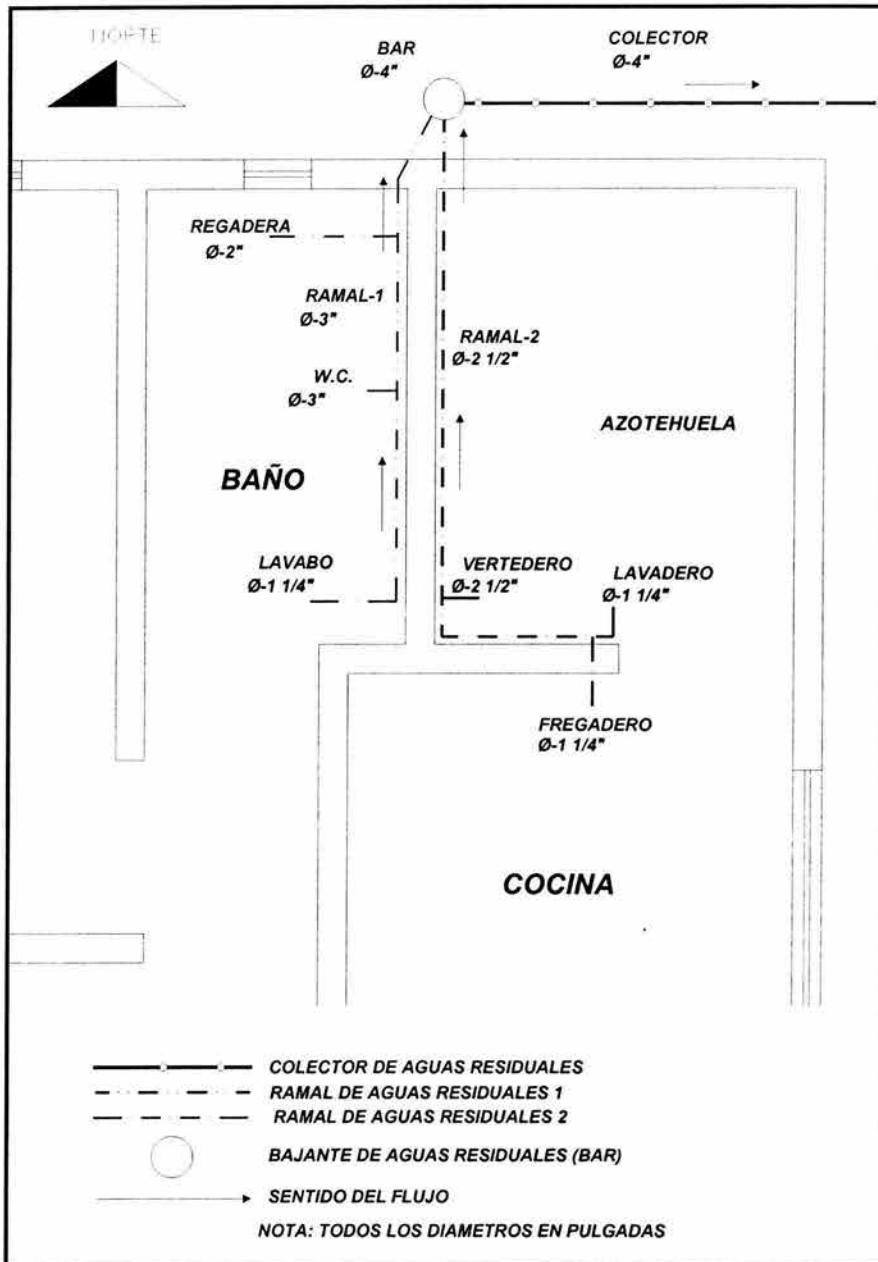 NORTE
BAR
Ø-4"
COLECTOR
Ø-4"
REGADERA
Ø-2"
RAMAL-1
Ø-3"
RAMAL-2
Ø-2 1/2"
W.C.
Ø-3"
AZOTEHUELA
BAÑO
LAVABO
Ø-1 1/4"
VERTEDERO
Ø-2 1/2"
LAVADERO
Ø-1 1/4"
FREGADERO
Ø-1 1/4"
COCINA
COLECTOR DE AGUAS RESIDUALES
RAMAL DE AGUAS RESIDUALES 1
RAMAL DE AGUAS RESIDUALES 2
BAJANTE DE AGUAS RESIDUALES (BAR)
SENTIDO DEL FLUJO
NOTA: TODOS LOS DIAMETROS EN PULGADAS